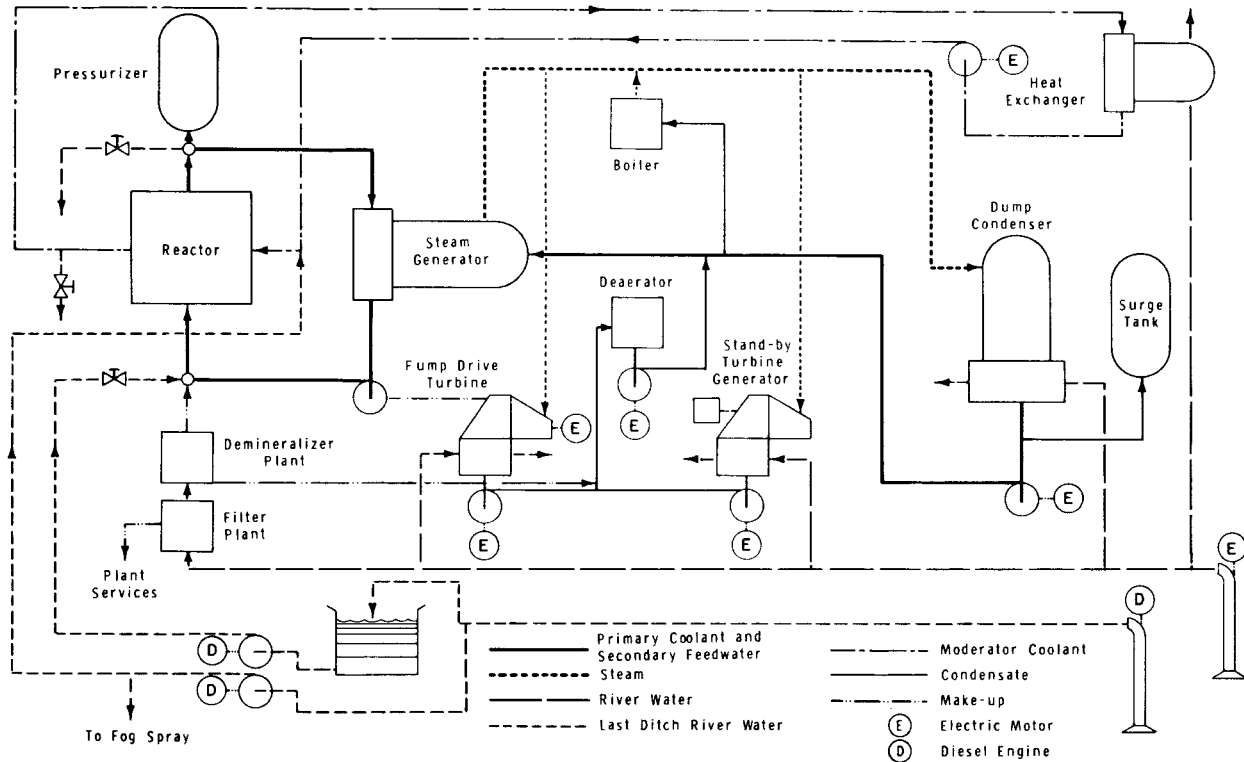 E
Pressurizer
Heat
Exchanger
Boiler
Dump
Condenser
Reactor
Steam
Generator
Deaerator
Surge
Tank
Stand-by
Turbine
Generator
Fump Drive
Turbine
E
E
E
Demineralizer
Plant
E
E
E
Filter
Plant
E
Plant
Services
D
D
D
Primary Coolant and
Secondary Feedwater
Steam
River Water
Last Ditch River Water
Moderator Coolant
Condensate
Make-up
E Electric Motor
D Diesel Engine
To Fog Spray